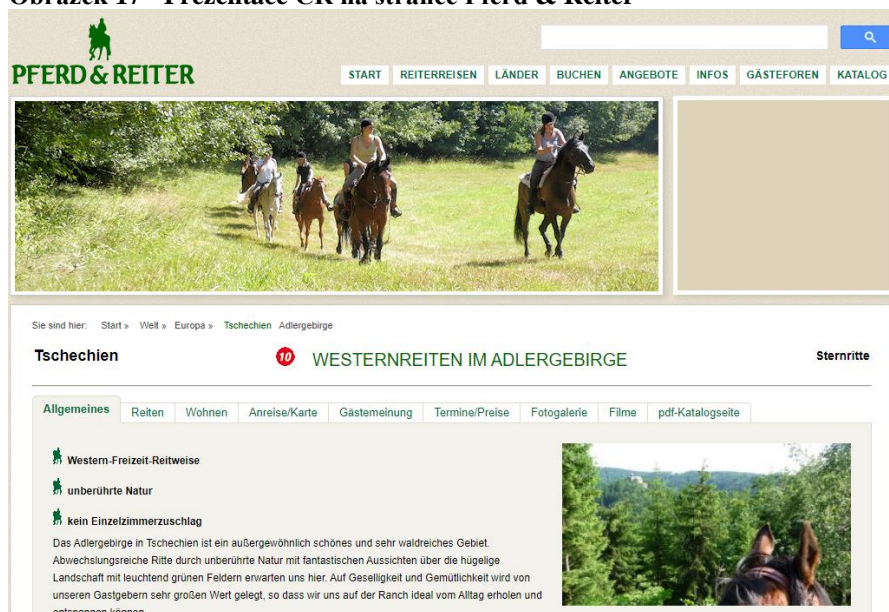 Obrázek 17 - Prezentace ČR na stránce Pferd & Reiter
PFERD & REITER
START REITERREISEN LÄNDER BUCHEN ANGEBOTE INFOS GÄSTEFOREN KATALOG
Sie sind hier: Start » Welt » Europa » Tschechien Adlergebirge
Tschechien 10 WESTERNREITEN IM ADLERGEBIRGE Sternritte
Allgemeines Reiten Wohnen Anreise/Karte Gästemeinung Termine/Preise Fotogalerie Filme pdf-Katalogseite
Western-Freizeit-Reitweise
unberührte Natur
kein Einzelzimmerzuschlag
Das Adlergebirge in Tschechien ist ein außergewöhnlich schönes und sehr waldreiches Gebiet.
Abwechslungsreiche Ritte durch unberührte Natur mit fantastischen Aussichten über die hügelige
Landschaft mit leuchtend grünen Feldern erwarten uns hier. Auf Geselligkeit und Gemütlichkeit wird von
unseren Gastgebern sehr großen Wert gelegt, so dass wir uns auf der Ranch ideal vom Alltag erholen und
entspannen können.